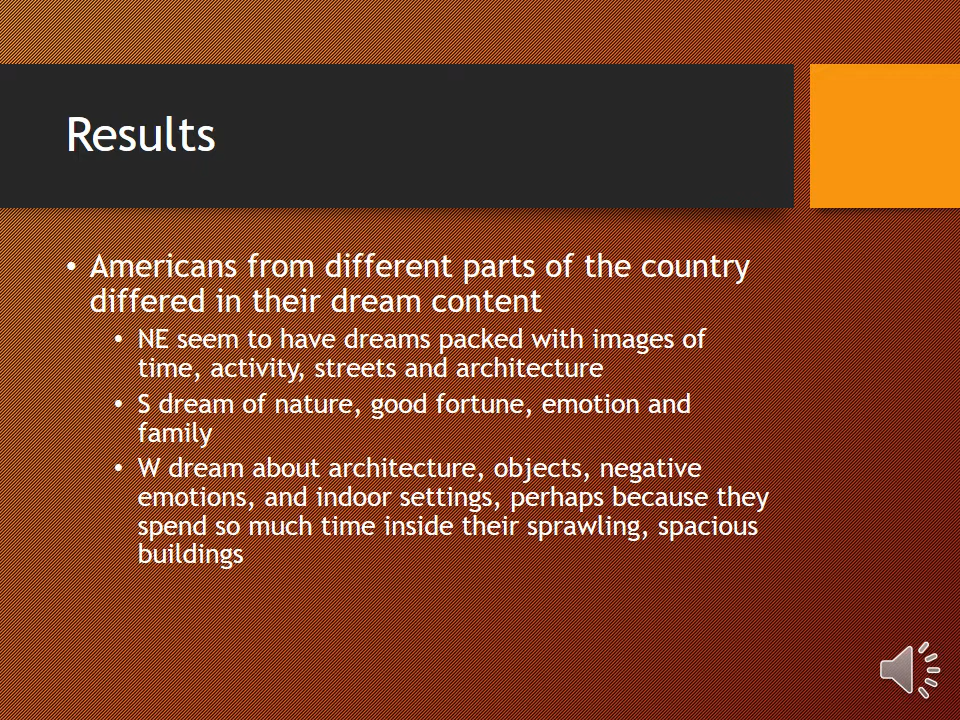 Results
• Americans from different parts of the country
differed in their dream content
• NE seem to have dreams packed with images of
time, activity, streets and architecture
• S dream of nature, good fortune, emotion and
family
• W dream about architecture, objects, negative
emotions, and indoor settings, perhaps because they
spend so much time inside their sprawling, spacious
buildings